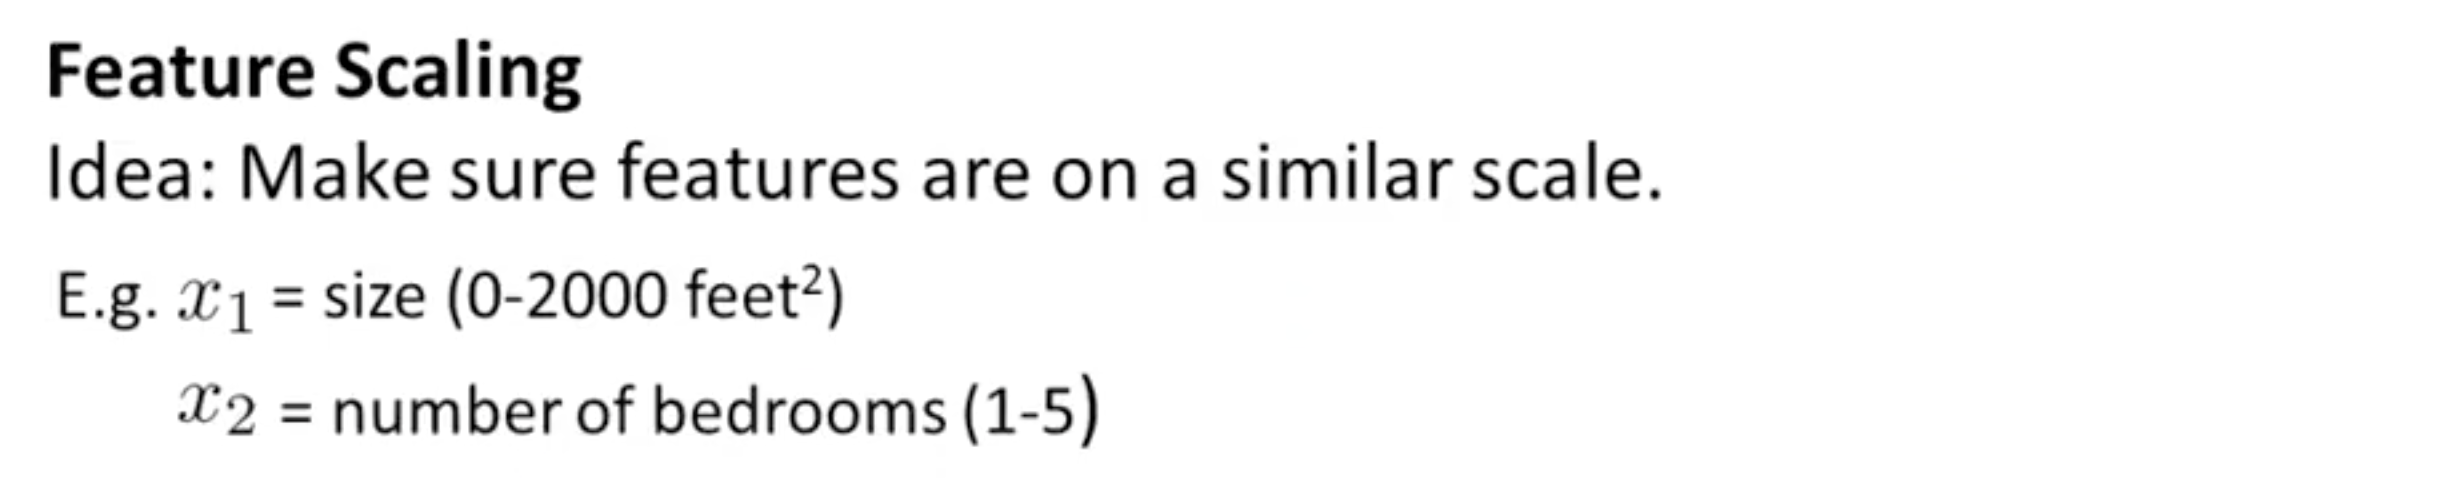 Feature Scaling
Idea: Make sure features are on a similar scale.
E.g. x₁ = size (0-2000 feet²)
x₂ = number of bedrooms (1-5)